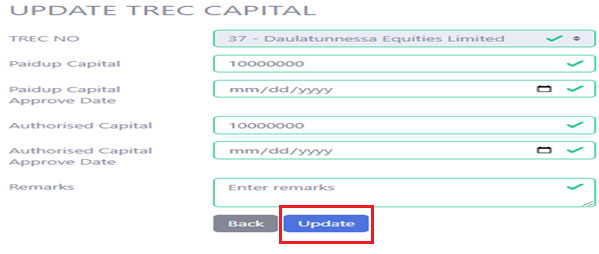 UPDATE TREC CAPITAL
TREC NO 37 - Daulatunnessa Equities Limited
Paidup Capital 10000000
Paidup Capital mm/dd/yyyy
Approve Date
Authorised Capital 10000000
Authorised Capital mm/dd/yyyy
Approve Date
Remarks Enter remarks
Back Update